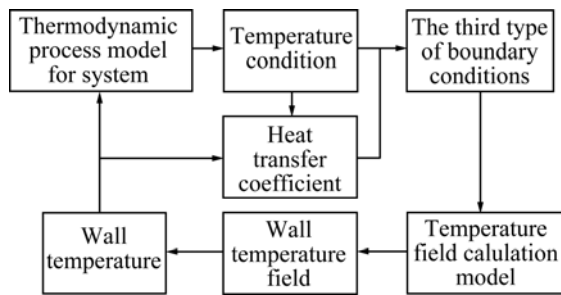 Thermodynamic
process model
for system
Temperature
condition
The third type
of boundary
conditions
Heat
transfer
coefficient
Wall
temperature
Wall
temperature
field
Temperature
field calulation
model